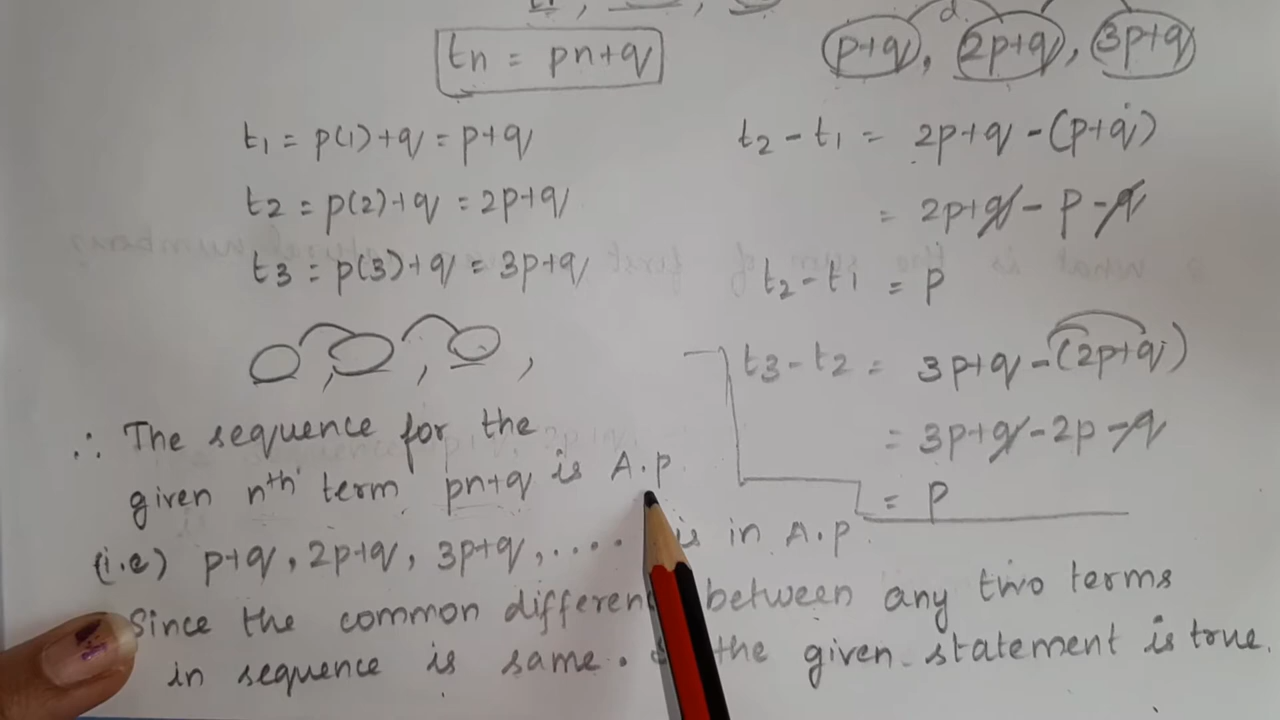 tn = pn+q
p+q, 2p+q, 3p+q
d
t1 = p(1)+q = p+q
t2 = p(2)+q = 2p+q
t3 = p(3)+q = 3p+q
t2 - t1 = 2p+q -(p+q)
= 2p+q - p - q
t2 - t1 = p
t3 - t2 = 3p+q -(2p+q)
= 3p+q - 2p - q
= p
∴ The sequence for the
given nth term pn+q is A.p
(i.e) p+q, 2p+q, 3p+q, .... is in A.p.
Since the common differen between any two terms
in sequence is same. the given statement is true.